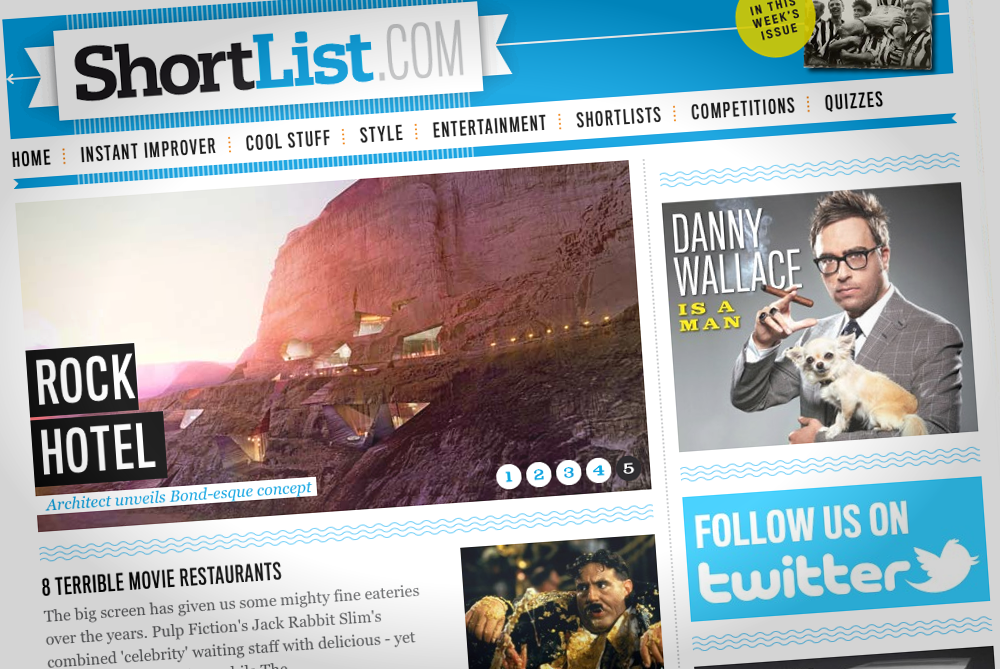 ShortList.COM
IN THIS
WEEK'S
ISSUE
HOME
INSTANT IMPROVER
COOL STUFF
STYLE
ENTERTAINMENT
SHORTLISTS
COMPETITIONS
QUIZZES
ROCK
HOTEL
Architect unveils Bond-esque concept
1 2 3 4 5
DANNY
WALLACE
IS A
MAN
FOLLOW US ON
twitter
8 TERRIBLE MOVIE RESTAURANTS
The big screen has given us some mighty fine eateries
over the years. Pulp Fiction's Jack Rabbit Slim's
combined 'celebrity' waiting staff with delicious - yet